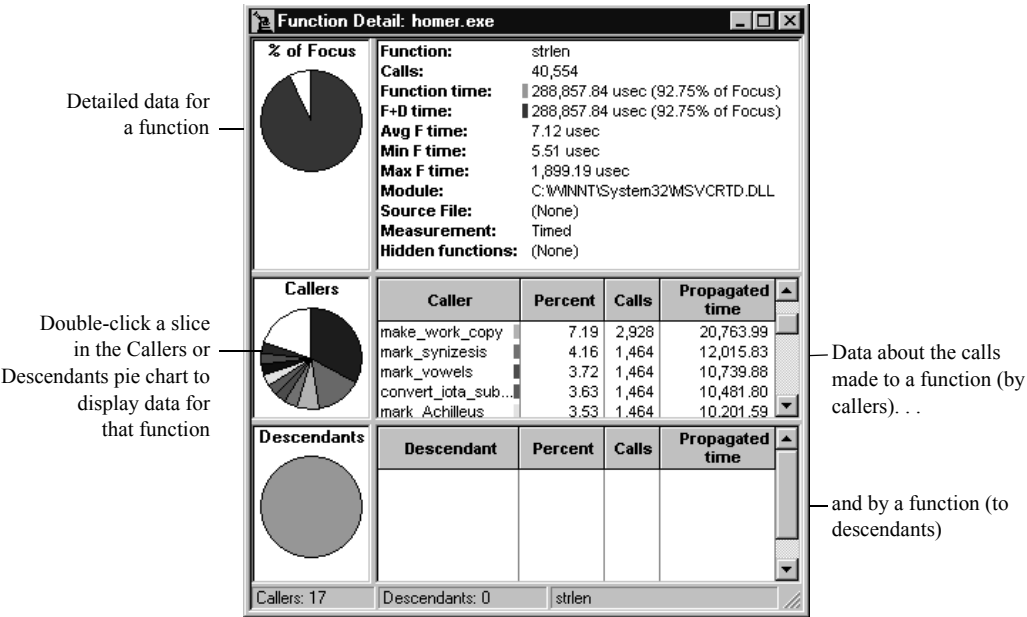 Function Detail: homer.exe
% of Focus
Function: strlen
Calls: 40,554
Function time: 288,857.84 usec (92.75% of Focus)
F+D time: 288,857.84 usec (92.75% of Focus)
Avg F time: 7.12 usec
Min F time: 5.51 usec
Max F time: 1,899.19 usec
Module: C:\WINNT\System32\MSVCRTD.DLL
Source File: (None)
Measurement: Timed
Hidden functions: (None)
Detailed data for
a function
Callers
Caller Percent Calls Propagated
time
make_work_copy 7.19 2,928 20,763.99
mark_synizesis 4.16 1,464 12,015.83
mark_vowels 3.72 1,464 10,739.88
convert_iota_sub... 3.63 1,464 10,481.80
mark_Achilleus 3.53 1,464 10,201.59
Double-click a slice
in the Callers or
Descendants pie chart to
display data for
that function
Data about the calls
made to a function (by
callers). . .
Descendants
Descendant Percent Calls Propagated
time
and by a function (to
descendants)
Callers: 17 Descendants: 0 strlen